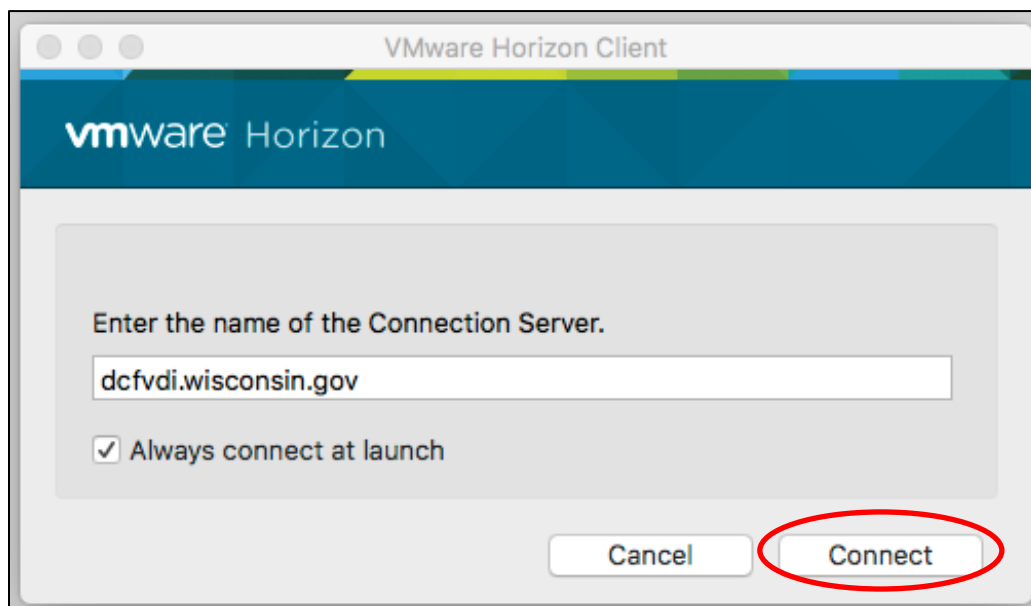 VMware Horizon Client
vmware Horizon
Enter the name of the Connection Server.
dcfvdi.wisconsin.gov
Always connect at launch
Cancel Connect